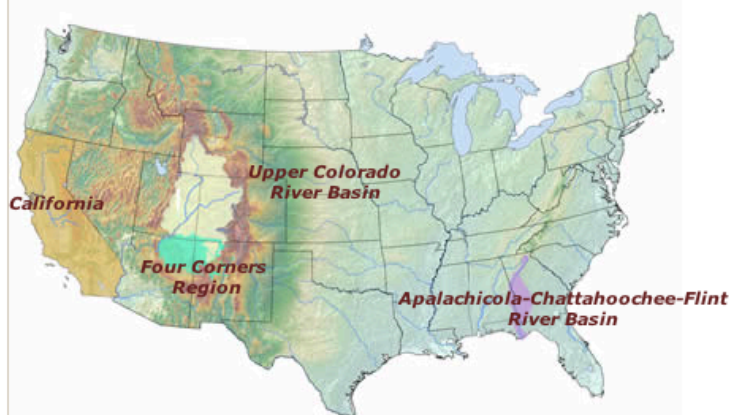 Upper Colorado
River Basin
California
Four Corners
Region
Apalachicola-Chattahoochee-Flint
River Basin